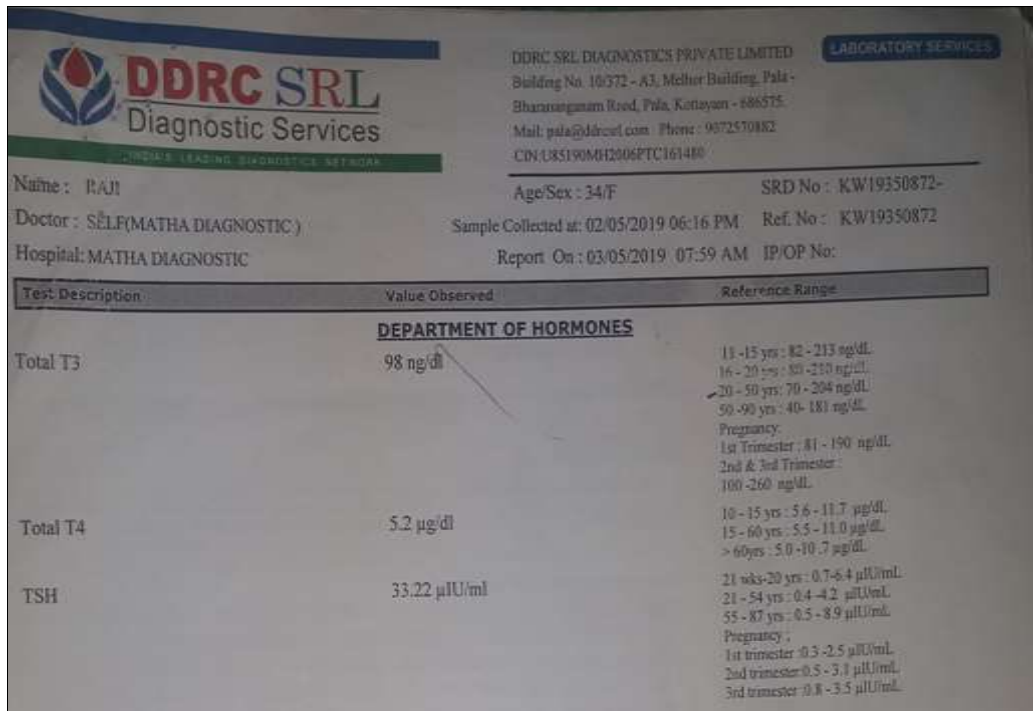 DDRC SRL
Diagnostic Services
INDIA'S LEADING DIAGNOSTICS NETWORK
LABORATORY SERVICES
DDRC SRL DIAGNOSTICS PRIVATE LIMITED
Building No. 10/372 - A3, Melhor Building, Pala -
Bharananganam Road, Pala, Kottayam - 686575.
Mail: pala@ddrcsrl.com Phone : 9072570882
CIN:U85190MH2006PTC161480
Name : RAJI
Age/Sex : 34/F
SRD No : KW19350872-
Doctor : SELF(MATHA DIAGNOSTIC )
Sample Collected at: 02/05/2019 06:16 PM
Ref. No : KW19350872
Hospital: MATHA DIAGNOSTIC
Report On : 03/05/2019 07:59 AM
IP/OP No:
Test Description Value Observed Reference Range
DEPARTMENT OF HORMONES
Total T3 98 ng/dl
11 -15 yrs : 82 - 213 ng/dL
16 - 20 yrs : 80 -210 ng/dL
20 - 50 yrs: 70 - 204 ng/dL
50 -90 yrs : 40- 181 ng/dL
Pregnancy:
1st Trimester : 81 - 190 ng/dL
2nd & 3rd Trimester :
100 -260 ng/dL
Total T4 5.2 µg/dl
10 - 15 yrs : 5.6 - 11.7 µg/dL
15 - 60 yrs : 5.5 - 11.0 µg/dL
> 60yrs : 5.0 -10 .7 µg/dL
TSH 33.22 µIU/ml
21 wks-20 yrs : 0.7-6.4 µIU/mL
21 - 54 yrs : 0.4 -4.2 µIU/mL
55 - 87 yrs : 0.5 - 8.9 µIU/mL
Pregnancy ;
1st trimester :0.3 -2.5 µIU/mL
2nd trimester:0.5 - 3.1 µIU/mL
3rd trimester :0.8 - 3.5 µIU/mL